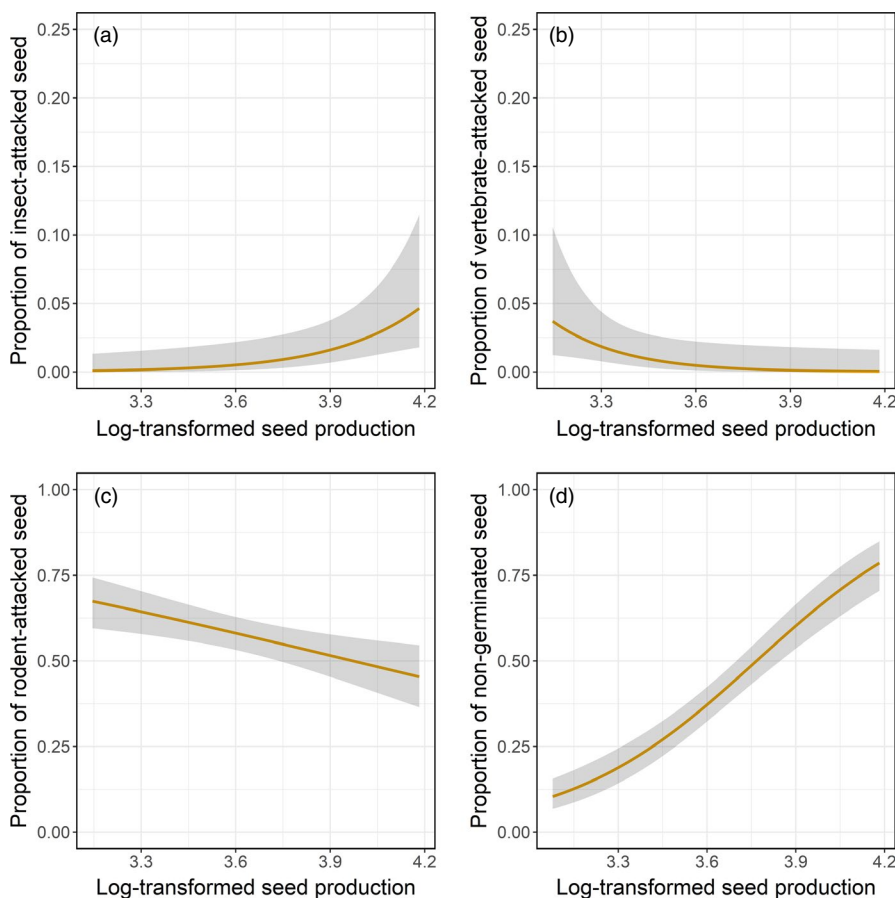 (a)
Proportion of insect-attacked seed
0.25
0.20
0.15
0.10
0.05
0.00
3.3 3.6 3.9 4.2
Log-transformed seed production
(b)
Proportion of vertebrate-attacked seed
0.25
0.20
0.15
0.10
0.05
0.00
3.3 3.6 3.9 4.2
Log-transformed seed production
(c)
Proportion of rodent-attacked seed
1.00
0.75
0.50
0.25
0.00
3.3 3.6 3.9 4.2
Log-transformed seed production
(d)
Proportion of non-germinated seed
1.00
0.75
0.50
0.25
0.00
3.3 3.6 3.9 4.2
Log-transformed seed production